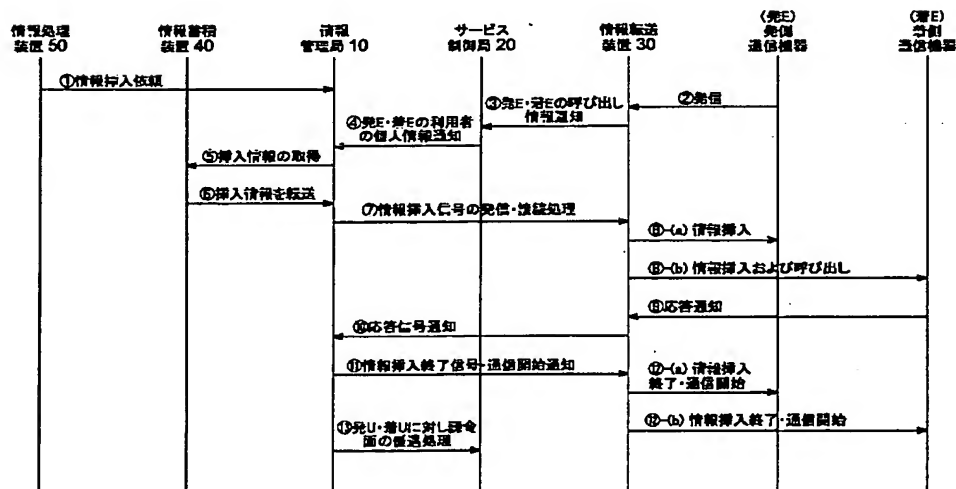 情報処理
装置 50
情報蓄積
装置 40
情報
管理局 10
サービス
制御局 20
情報転送
装置 30
(発E)
発側
通信機器
(着E)
着側
通信機器
①情報挿入依頼
②発信
③発E・着Eの呼び出し
情報通知
④発E・着Eの利用者
の個人情報通知
⑤挿入情報の取得
⑥挿入情報を転送
⑦情報挿入信号の発信・接続処理
⑧-(a) 情報挿入
⑧-(b) 情報挿入および呼び出し
⑨応答通知
⑩応答信号通知
⑪情報挿入終了信号・通信開始通知
⑫-(a) 情報挿入
終了・通信開始
⑫-(b) 情報挿入終了・通信開始
⑬発U・着Uに対し課金
面の優遇処理